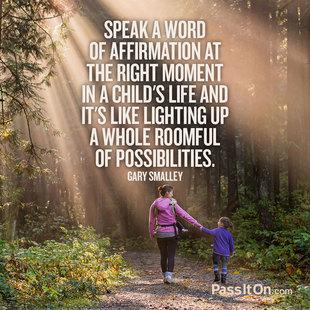 SPEAK A WORD
OF AFFIRMATION AT
THE RIGHT MOMENT
IN A CHILD'S LIFE AND
IT'S LIKE LIGHTING UP
A WHOLE ROOMFUL
OF POSSIBILITIES.
GARY SMALLEY
PassItOn.com